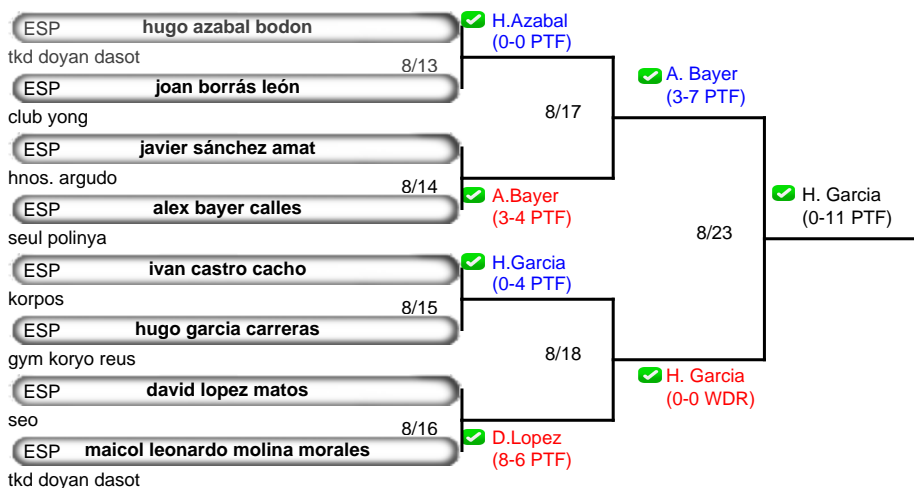 ESP hugo azabal bodon
tkd doyan dasot
8/13
ESP joan borrás león
club yong
H.Azabal
(0-0 PTF)
8/17
A. Bayer
(3-7 PTF)
ESP javier sánchez amat
hnos. argudo
8/14
ESP alex bayer calles
seul polinya
A.Bayer
(3-4 PTF)
8/23
H. Garcia
(0-11 PTF)
ESP ivan castro cacho
korpos
8/15
ESP hugo garcia carreras
gym koryo reus
H.Garcia
(0-4 PTF)
8/18
H. Garcia
(0-0 WDR)
ESP david lopez matos
seo
8/16
ESP maicol leonardo molina morales
tkd doyan dasot
D.Lopez
(8-6 PTF)